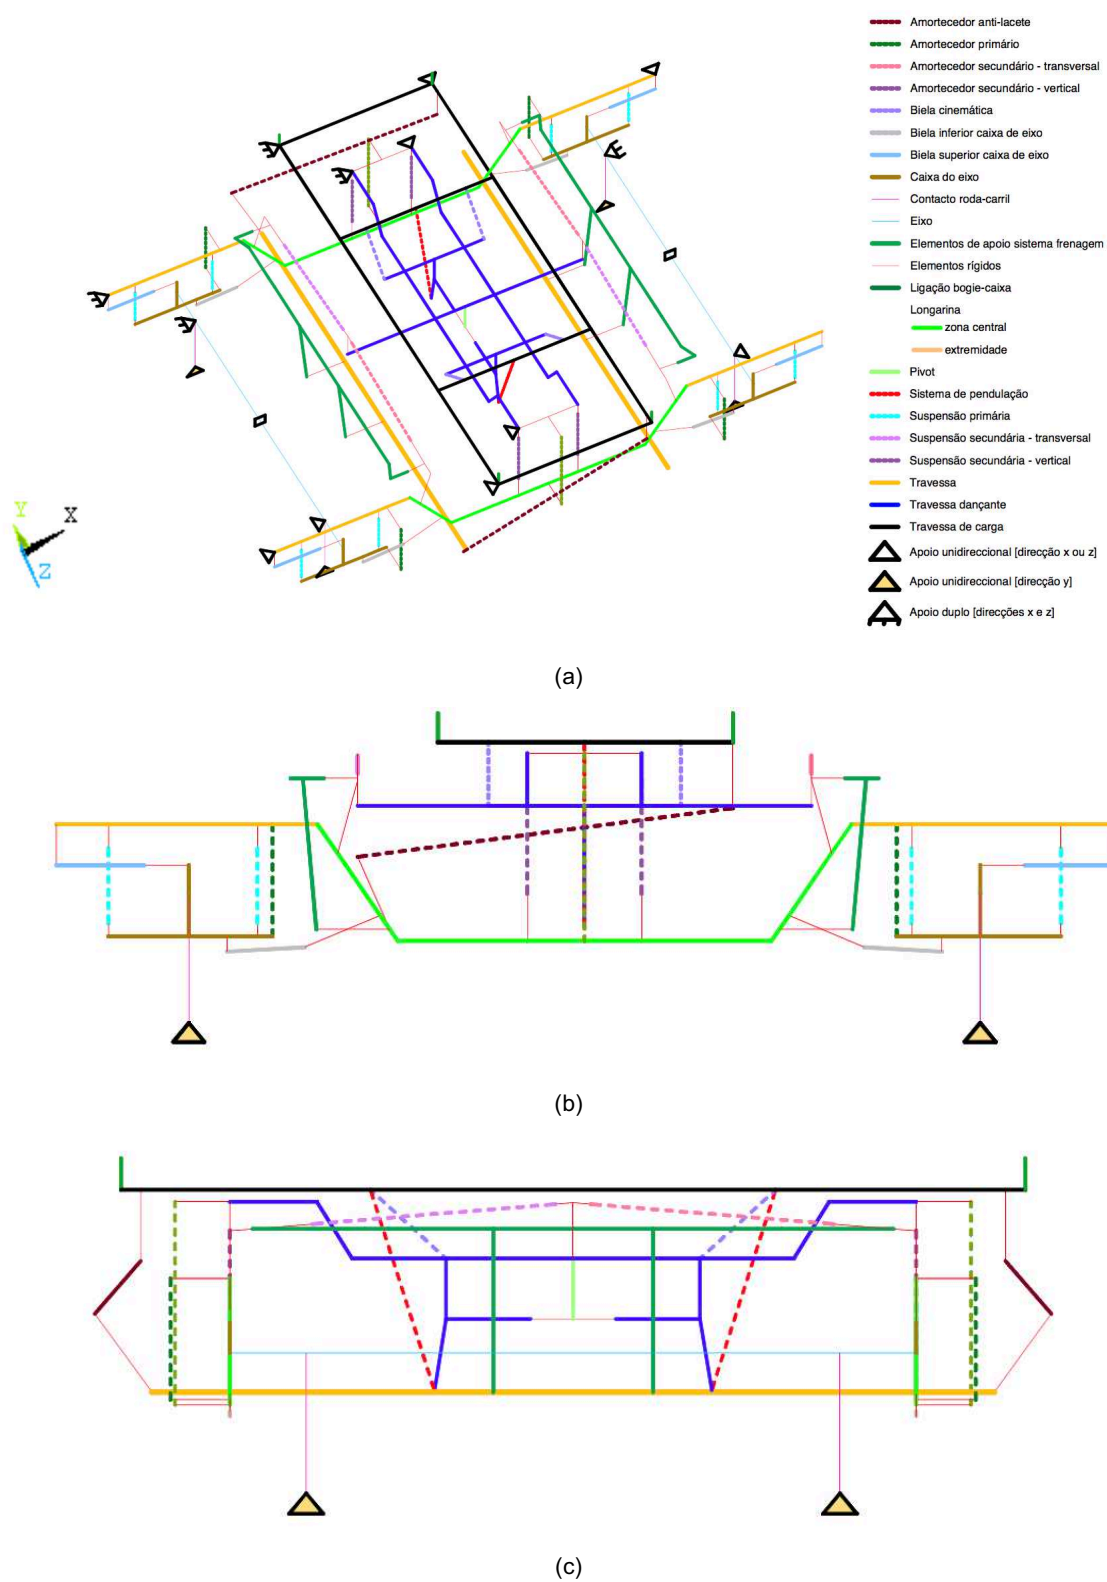 Amortecedor anti-lacete
Amortecedor primário
Amortecedor secundário - transversal
Amortecedor secundário - vertical
Biela cinemática
Biela inferior caixa de eixo
Biela superior caixa de eixo
Caixa do eixo
Contacto roda-carril
Eixo
Elementos de apoio sistema frenagem
Elementos rígidos
Ligação bogie-caixa
Longarina
zona central
extremidade
Pivot
Sistema de pendulação
Suspensão primária
Suspensão secundária - transversal
Suspensão secundária - vertical
Travessa
Travessa dançante
Travessa de carga
Apoio unidireccional [direcção x ou z]
Apoio unidireccional [direcção y]
Apoio duplo [direcções x e z]
Y
X
Z
(a)
(b)
(c)